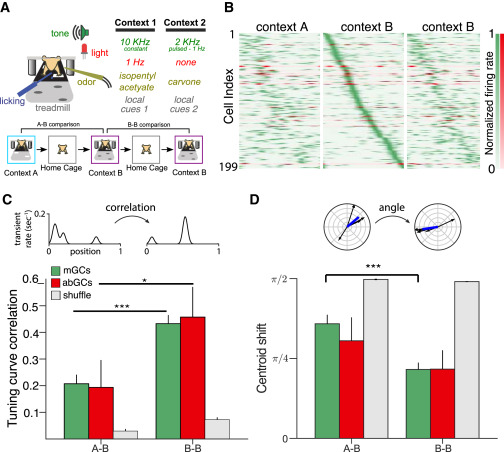 A
tone
light
odor
licking
treadmill
Context 1 Context 2
10 KHz 2 KHz
constant pulsed - 1 Hz
1 Hz none
isopentyl
acetyate carvone
local local
cues 1 cues 2
A-B comparison B-B comparison
Home Cage Home Cage
Context A Context B Context B
B
context A context B context B
1
Cell index
199
Normalized firing rate
1
0
C
correlation
transient
rate (sec-1)
0.2
0 position 1 0 1
mGCs
abGCs
shuffle
Tuning curve correlation
0.6
0.5
0.4
0.3
0.2
0.1
*
***
A-B B-B
D
angle
***
Centroid shift
π/2
π/4
0
A-B B-B